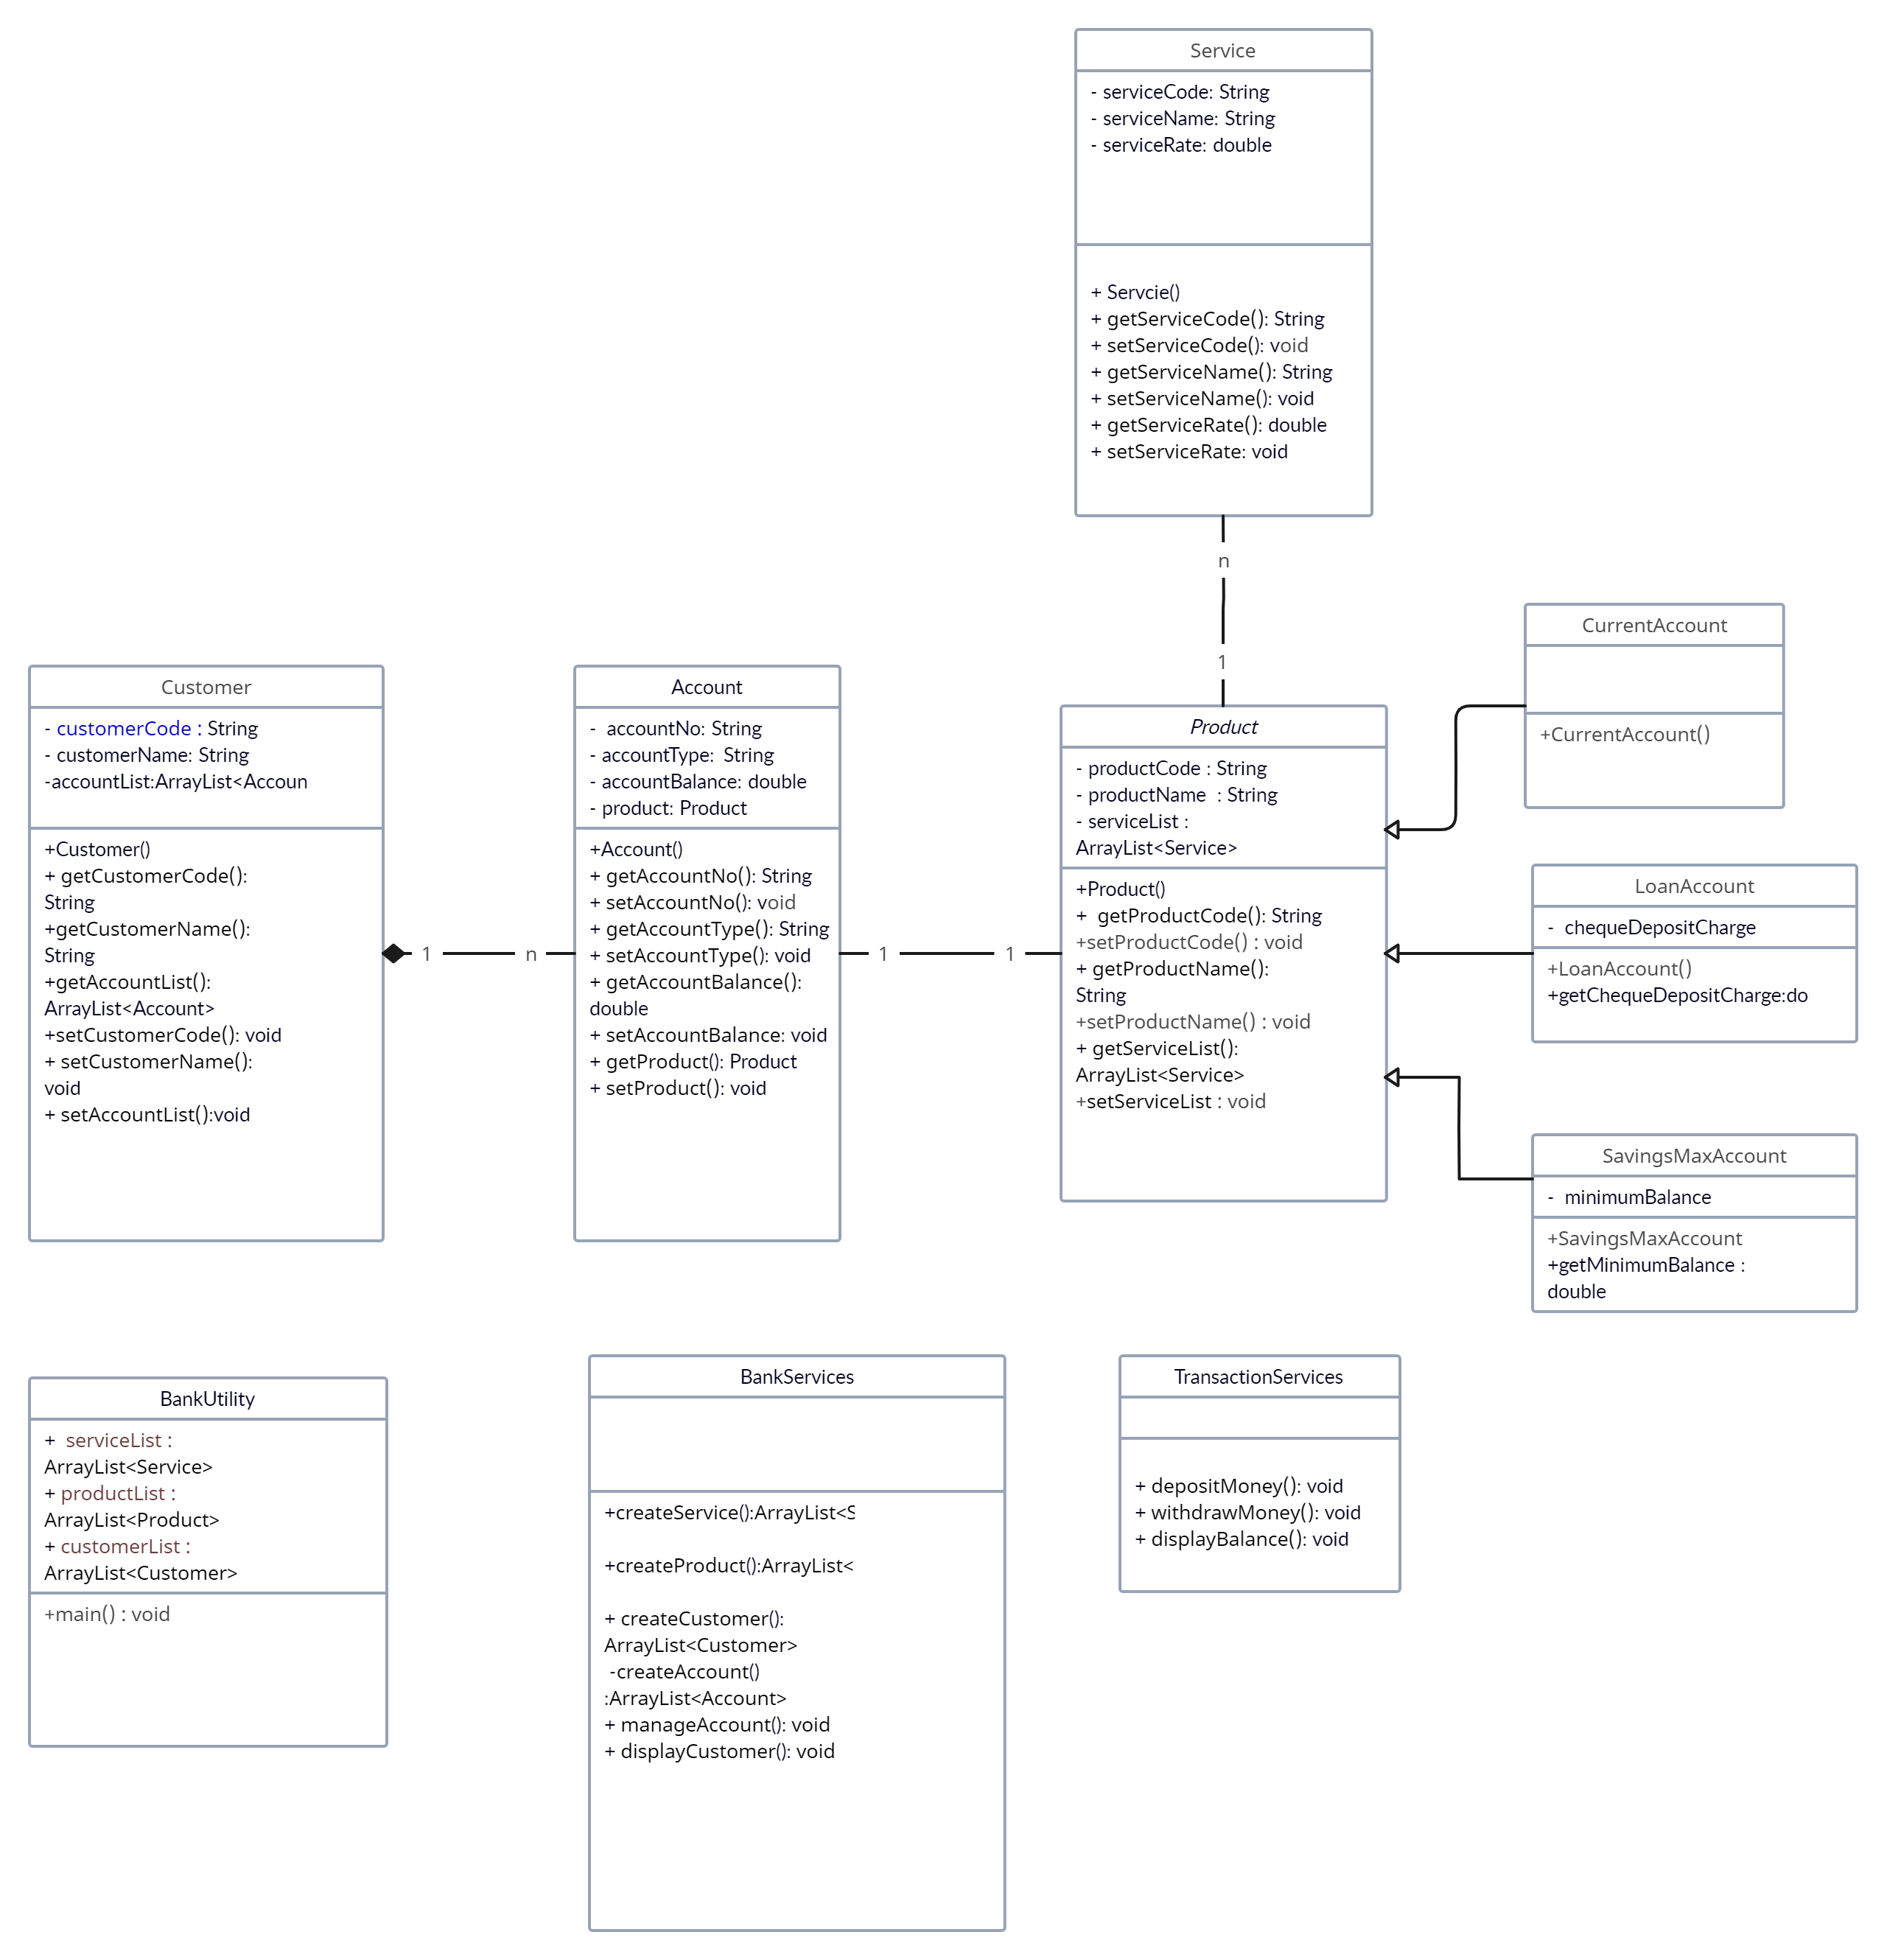 Service
- serviceCode: String
- serviceName: String
- serviceRate: double
+ Servcie()
+ getServiceCode(): String
+ setServiceCode(): void
+ getServiceName(): String
+ setServiceName(): void
+ getServiceRate(): double
+ setServiceRate: void
n
1
Customer
- customerCode : String
- customerName: String
-accountList:ArrayList<Accoun
+Customer()
+ getCustomerCode():
String
+getCustomerName():
String
+getAccountList():
ArrayList<Account>
+setCustomerCode(): void
+ setCustomerName():
void
+ setAccountList():void
1
n
Account
- accountNo: String
- accountType: String
- accountBalance: double
- product: Product
+Account()
+ getAccountNo(): String
+ setAccountNo(): void
+ getAccountType(): String
+ setAccountType(): void
+ getAccountBalance():
double
+ setAccountBalance: void
+ getProduct(): Product
+ setProduct(): void
1
1
Product
- productCode : String
- productName : String
- serviceList :
ArrayList<Service>
+Product()
+ getProductCode(): String
+setProductCode() : void
+ getProductName():
String
+setProductName() : void
+ getServiceList():
ArrayList<Service>
+setServiceList : void
CurrentAccount
+CurrentAccount()
LoanAccount
- chequeDepositCharge
+LoanAccount()
+getChequeDepositCharge:do
SavingsMaxAccount
- minimumBalance
+SavingsMaxAccount
+getMinimumBalance :
double
BankUtility
+ serviceList :
ArrayList<Service>
+ productList :
ArrayList<Product>
+ customerList :
ArrayList<Customer>
+main() : void
BankServices
+createService():ArrayList<S
+createProduct():ArrayList<
+ createCustomer():
ArrayList<Customer>
-createAccount()
:ArrayList<Account>
+ manageAccount(): void
+ displayCustomer(): void
TransactionServices
+ depositMoney(): void
+ withdrawMoney(): void
+ displayBalance(): void